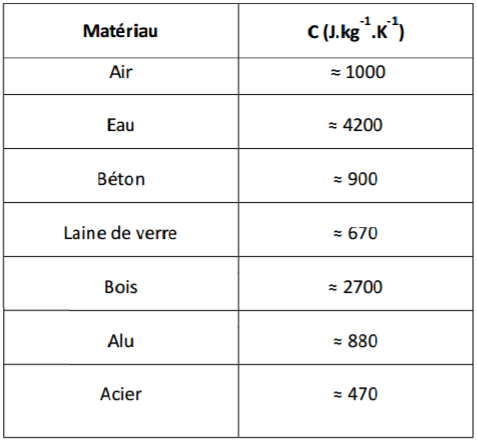 Matériau C (J.kg⁻¹.K⁻¹)
Air ≈ 1000
Eau ≈ 4200
Béton ≈ 900
Laine de verre ≈ 670
Bois ≈ 2700
Alu ≈ 880
Acier ≈ 470